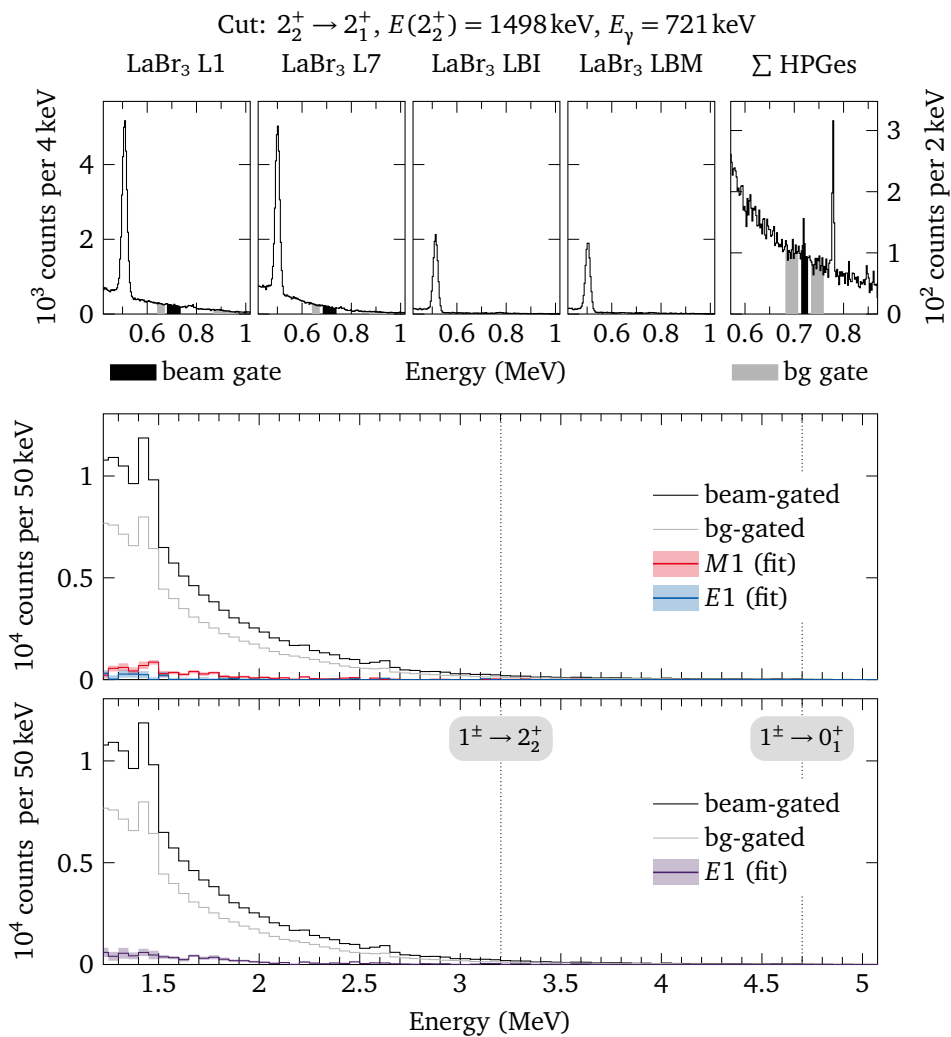 Cut: 2₂⁺ → 2₁⁺, E(2₂⁺) = 1498 keV, Eᵧ = 721 keV
LaBr₃ L1 LaBr₃ L7 LaBr₃ LBI LaBr₃ LBM ∑ HPGes
10³ counts per 4 keV
0 2 4
0.6 0.8 1 0.6 0.8 1 0.6 0.8 1 0.6 0.8 1 0.6 0.7 0.8
0 1 2 3
10² counts per 2 keV
beam gate Energy (MeV) bg gate
10⁴ counts per 50 keV
1
0.5
0
beam-gated
bg-gated
M1 (fit)
E1 (fit)
10⁴ counts per 50 keV
1
0.5
0
1± → 2₂⁺ 1± → 0₁⁺
beam-gated
bg-gated
E1 (fit)
1.5 2 2.5 3 3.5 4 4.5 5
Energy (MeV)